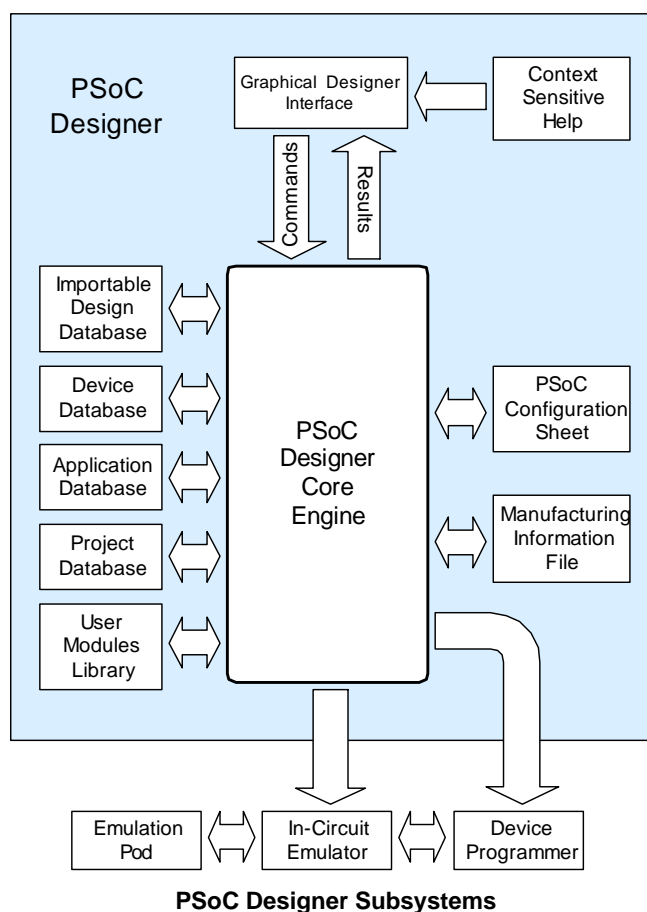 PSoC
Designer
Graphical Designer
Interface
Context
Sensitive
Help
Commands
Results
Importable
Design
Database
Device
Database
Application
Database
Project
Database
User
Modules
Library
PSoC
Designer
Core
Engine
PSoC
Configuration
Sheet
Manufacturing
Information
File
Emulation
Pod
In-Circuit
Emulator
Device
Programmer
PSoC Designer Subsystems